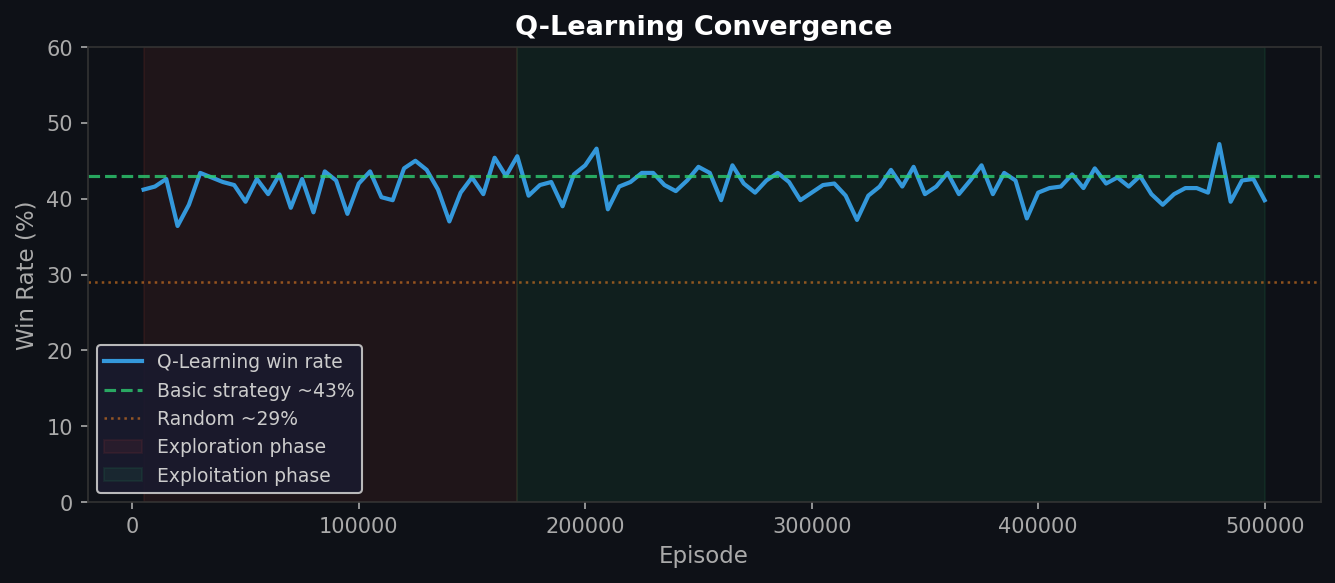 Q-Learning Convergence
Win Rate (%)
60
50
40
30
20
10
0
Q-Learning win rate
Basic strategy ~43%
Random ~29%
Exploration phase
Exploitation phase
0
100000
200000
300000
400000
500000
Episode